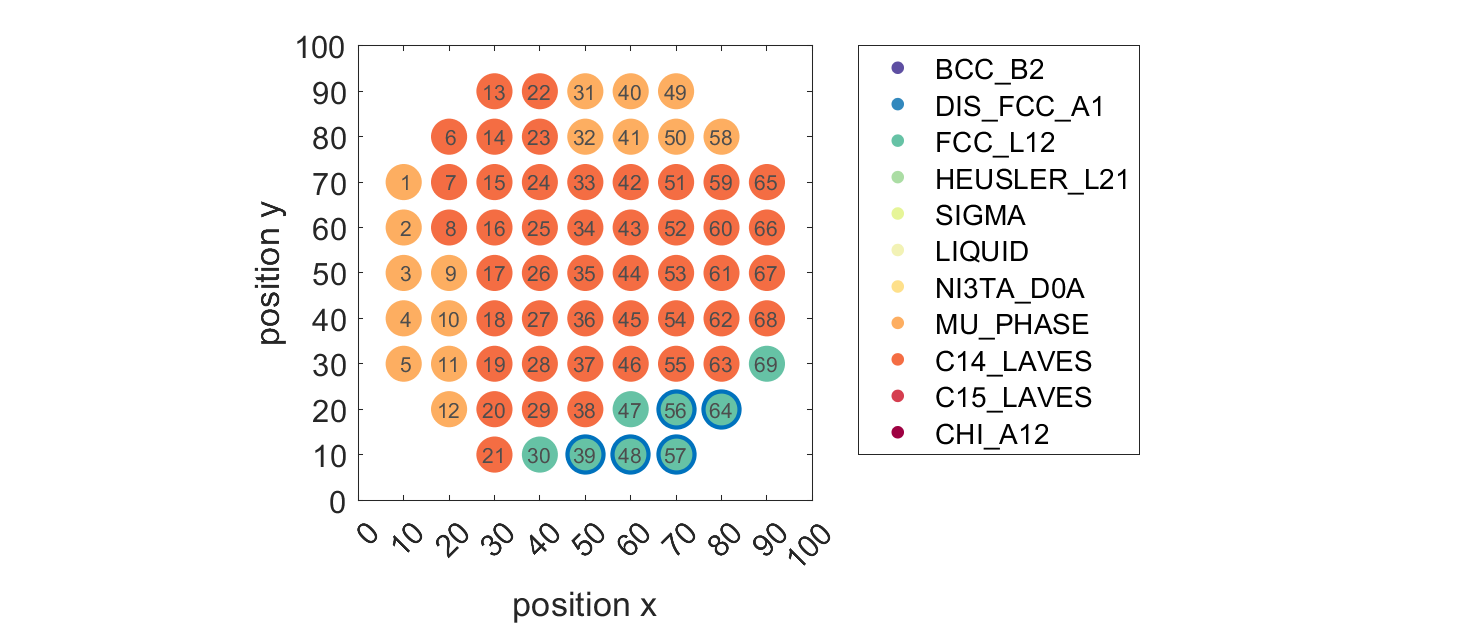 100
90 13 22 31 40 49
80 6 14 23 32 41 50 58
70 1 7 15 24 33 42 51 59 65
60 2 8 16 25 34 43 52 60 66
50 3 9 17 26 35 44 53 61 67
40 4 10 18 27 36 45 54 62 68
30 5 11 19 28 37 46 55 63 69
20 12 20 29 38 47 56 64
10 21 30 39 48 57
0
position y
0 10 20 30 40 50 60 70 80 90 100
position x
BCC_B2
DIS_FCC_A1
FCC_L12
HEUSLER_L21
SIGMA
LIQUID
NI3TA_D0A
MU_PHASE
C14_LAVES
C15_LAVES
CHI_A12